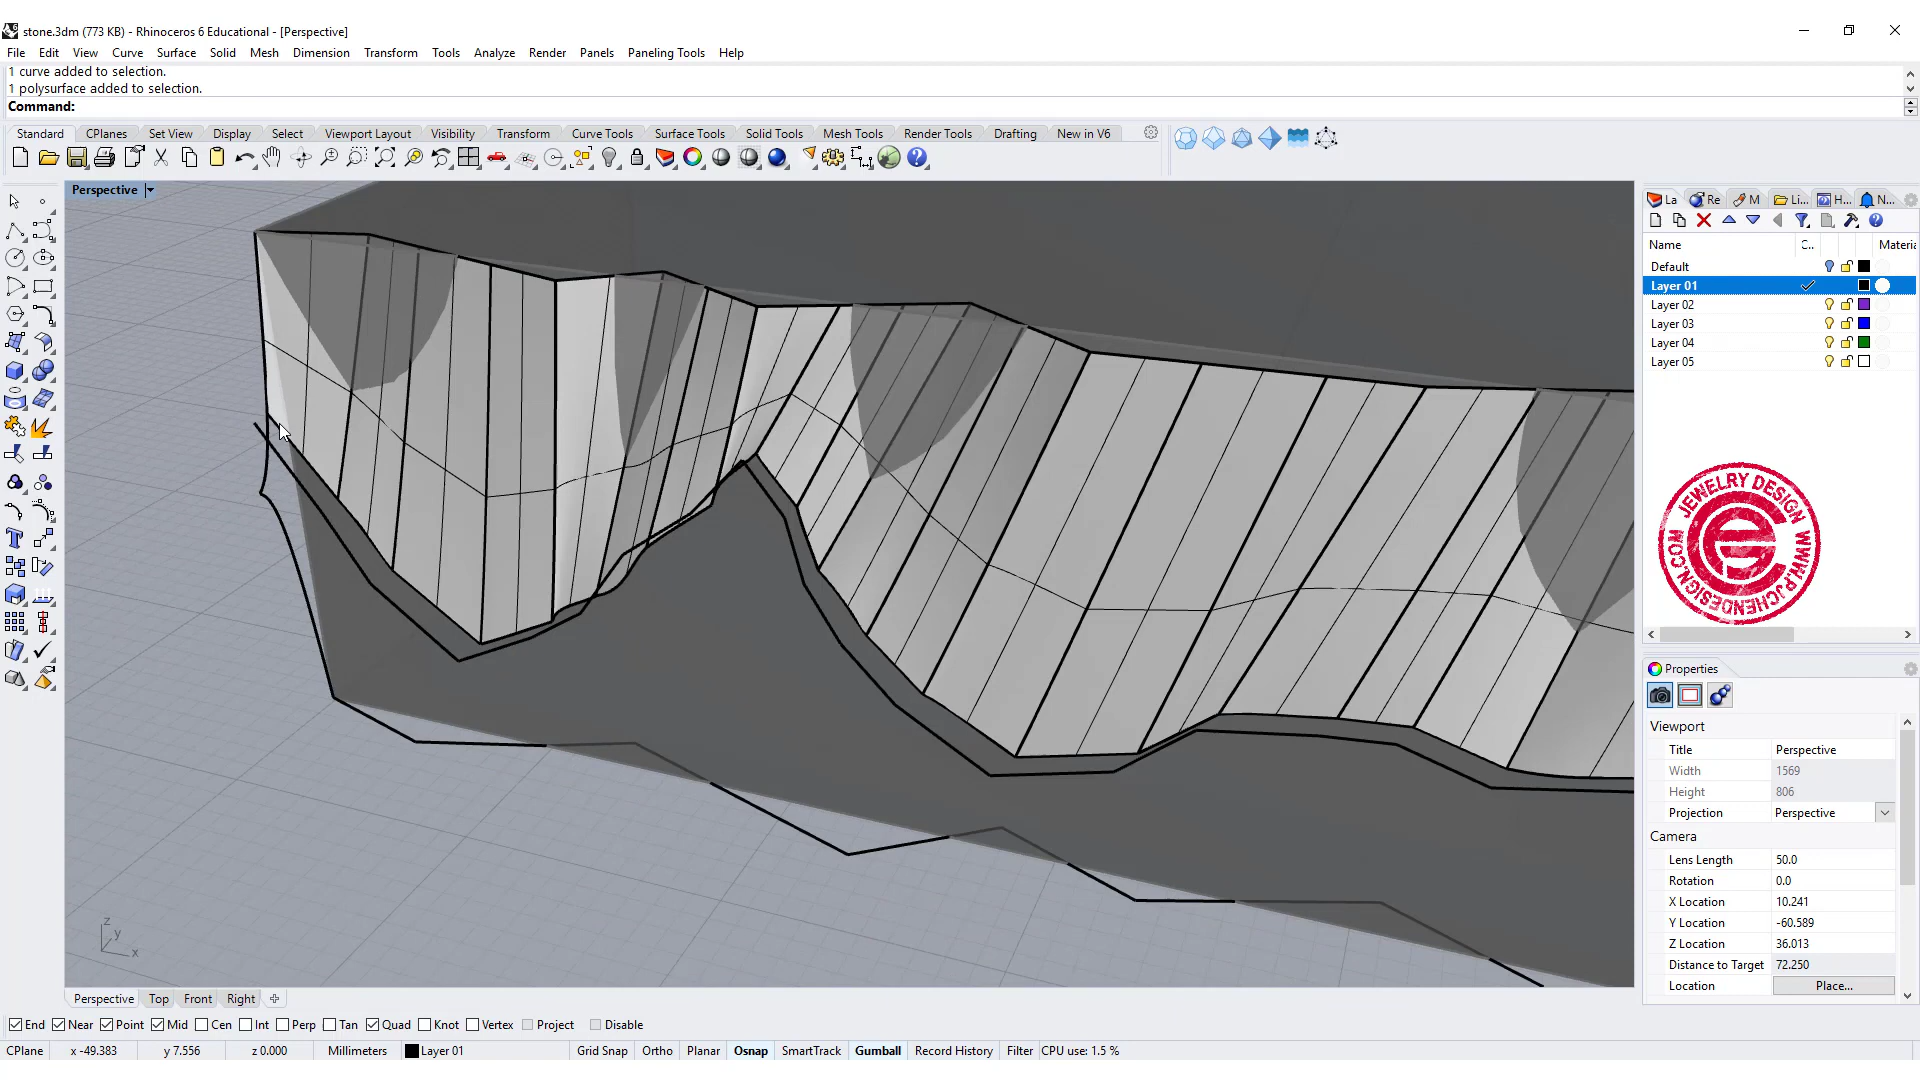 stone.3dm (773 KB) - Rhinoceros 6 Educational - [Perspective]
File Edit View Curve Surface Solid Mesh Dimension Transform Tools Analyze Render Panels Paneling Tools Help
1 curve added to selection.
1 polysurface added to selection.
Command:
Standard CPlanes Set View Display Select Viewport Layout Visibility Transform Curve Tools Surface Tools Solid Tools Mesh Tools Render Tools Drafting New in V6
Perspective
La Re M Li... H... N...
Name C.. Materia
Default
Layer 01
Layer 02
Layer 03
Layer 04
Layer 05
JEWELRY DESIGN
WWW.PJCHENDESIGN.COM
Properties
Viewport
Title Perspective
Width 1569
Height 806
Projection Perspective
Camera
Lens Length 50.0
Rotation 0.0
X Location 10.241
Y Location -60.589
Z Location 36.013
Distance to Target 72.250
Location Place...
z
y
x
Perspective Top Front Right
End Near Point Mid Cen Int Perp Tan Quad Knot Vertex Project Disable
CPlane x -49.383 y 7.556 z 0.000 Millimeters Layer 01 Grid Snap Ortho Planar Osnap SmartTrack Gumball Record History Filter CPU use: 1.5 %